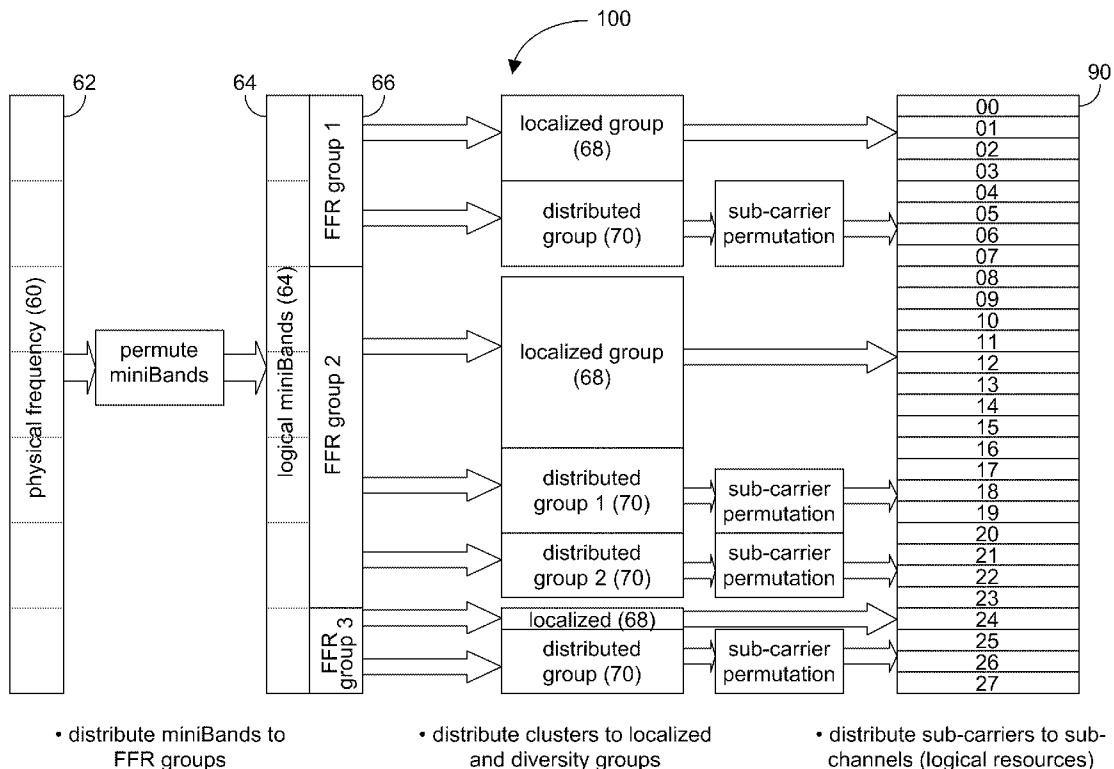 100
62
64
66
90
physical frequency (60)
permute
miniBands
logical miniBands (64)
FFR group 1
FFR group 2
FFR
group 3
localized group
(68)
distributed
group (70)
sub-carrier
permutation
localized group
(68)
distributed
group 1 (70)
sub-carrier
permutation
distributed
group 2 (70)
sub-carrier
permutation
localized (68)
distributed
group (70)
sub-carrier
permutation
00
01
02
03
04
05
06
07
08
09
10
11
12
13
14
15
16
17
18
19
20
21
22
23
24
25
26
27
• distribute miniBands to
FFR groups
• distribute clusters to localized
and diversity groups
• distribute sub-carriers to sub-
channels (logical resources)